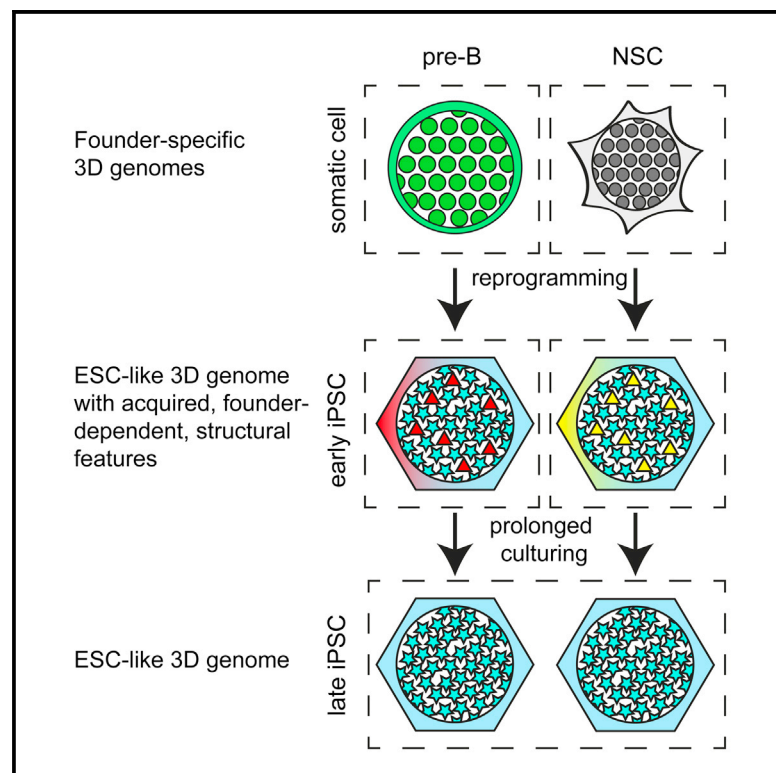 pre-B
NSC
Founder-specific
3D genomes
somatic cell
reprogramming
ESC-like 3D genome
with acquired, founder-
dependent, structural
features
early iPSC
prolonged
culturing
ESC-like 3D genome
late iPSC